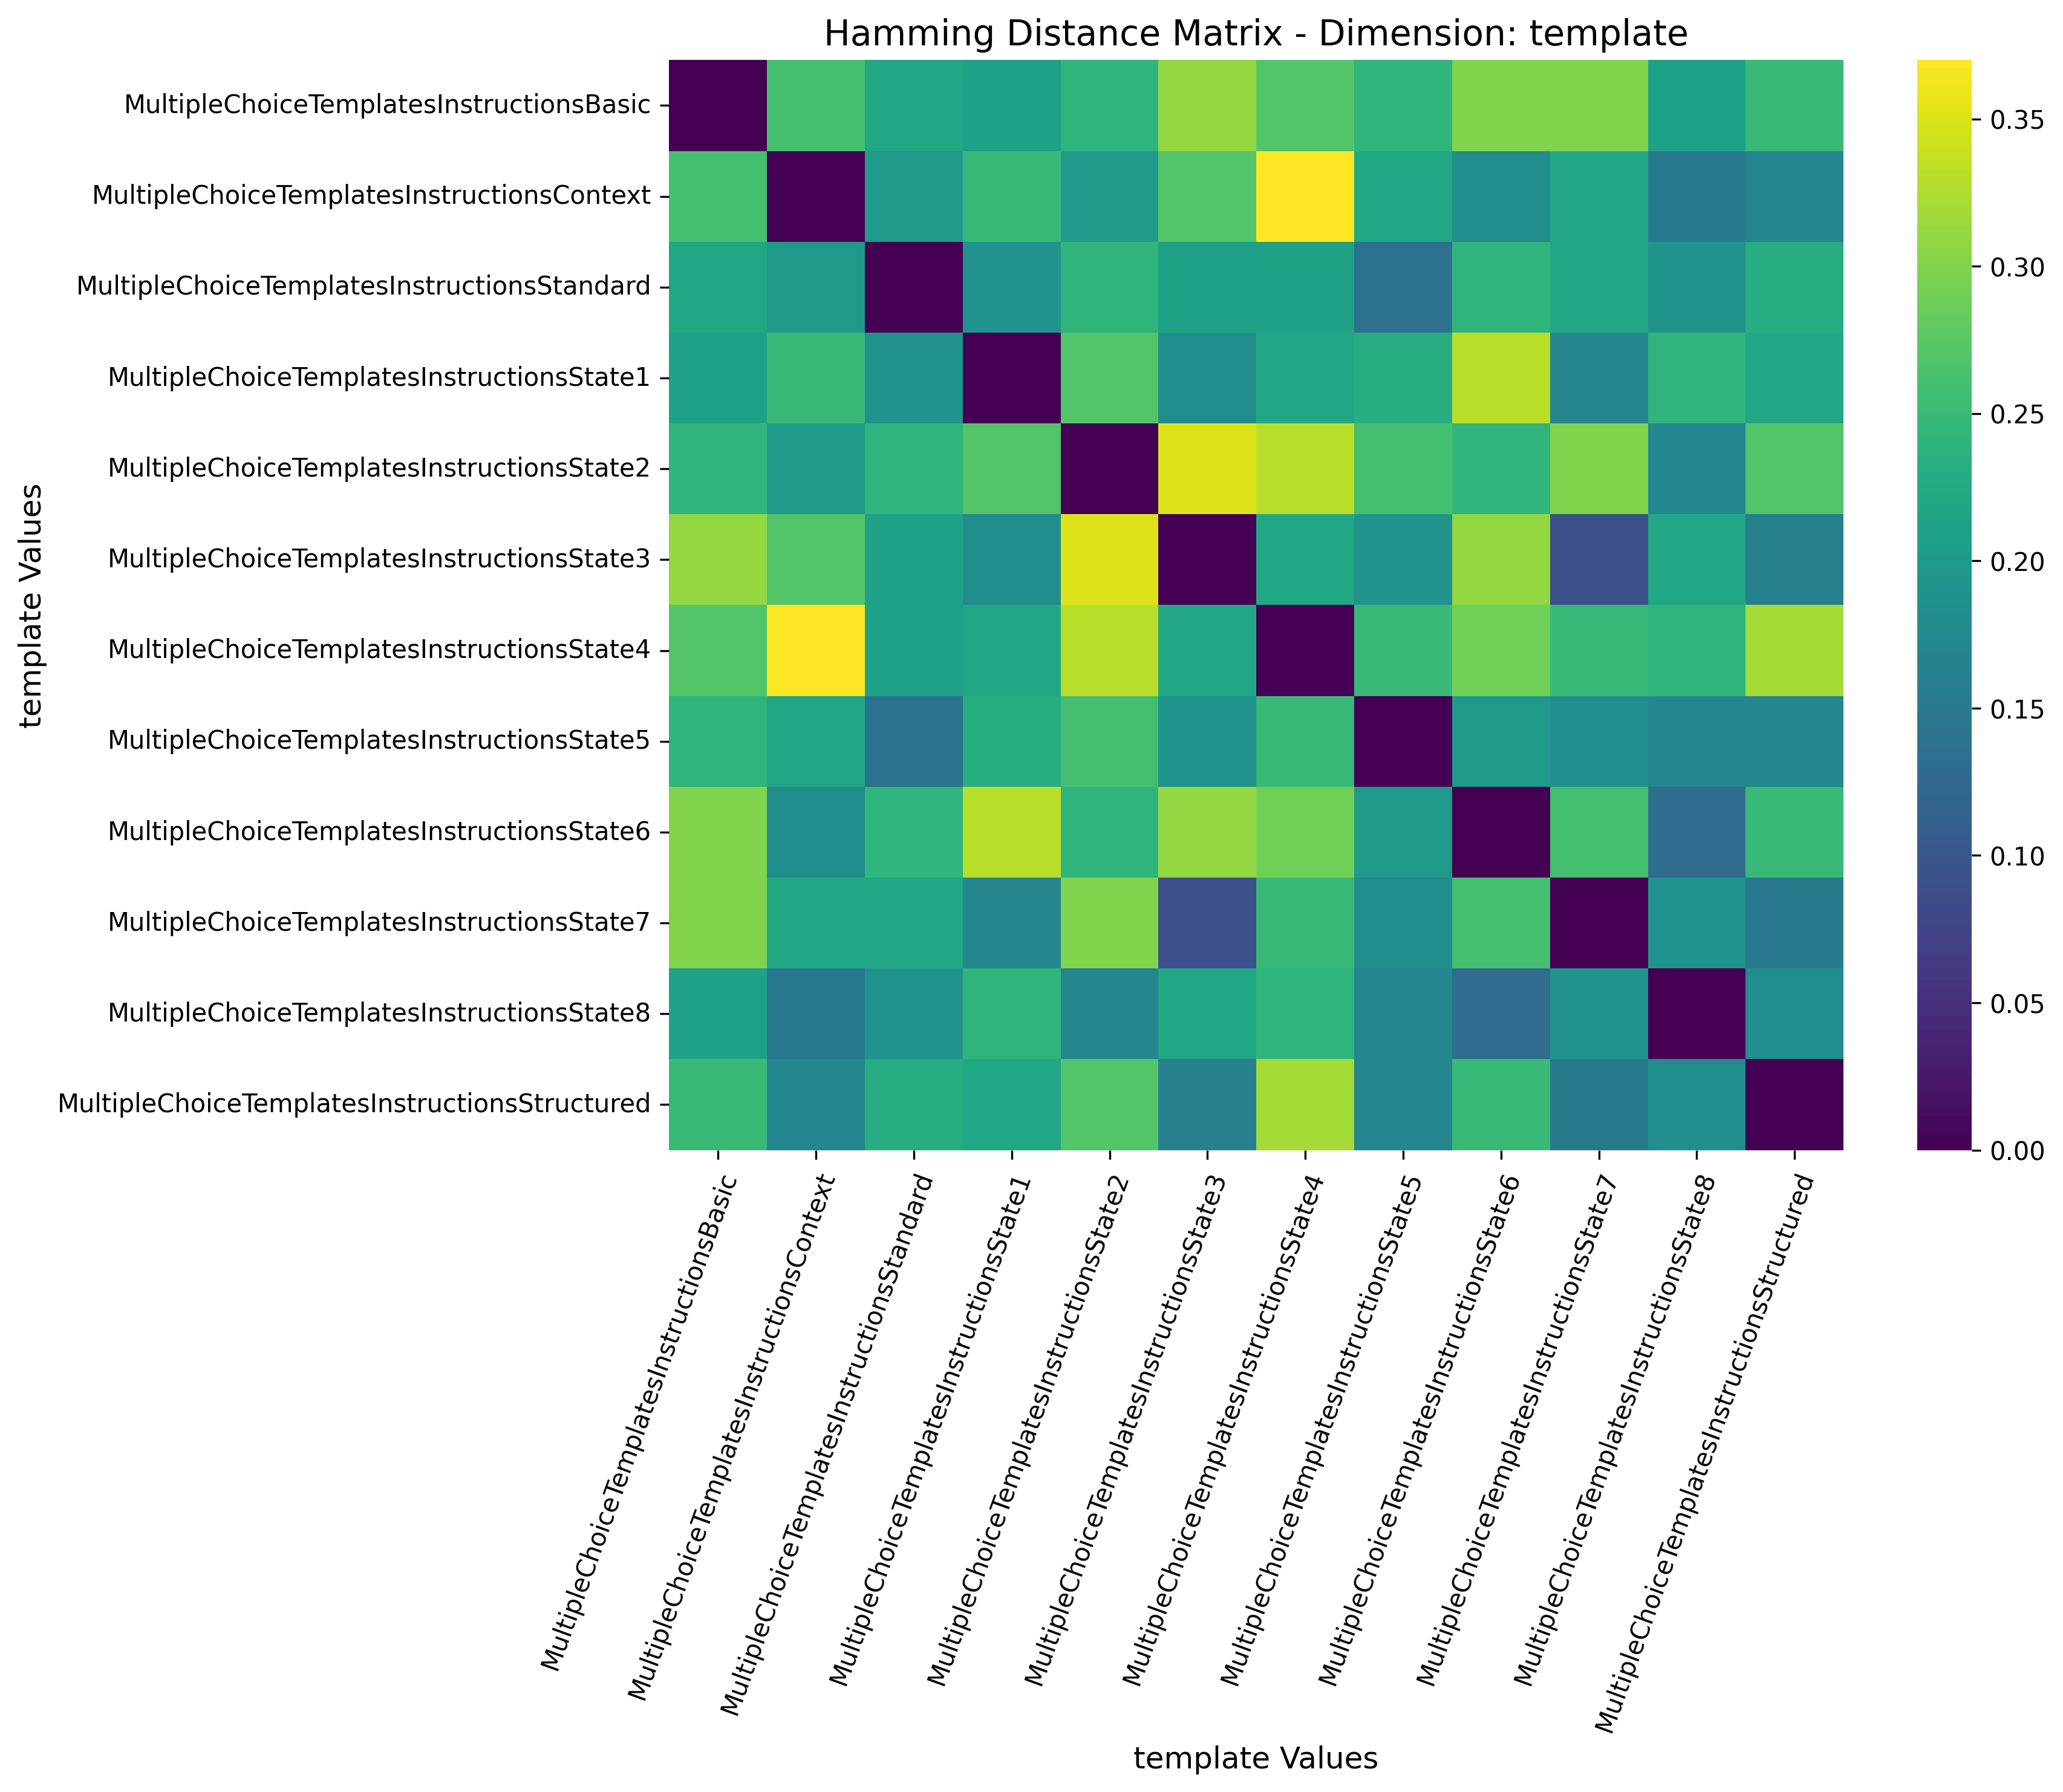 Hamming Distance Matrix - Dimension: template
MultipleChoiceTemplatesInstructionsBasic
MultipleChoiceTemplatesInstructionsContext
MultipleChoiceTemplatesInstructionsStandard
MultipleChoiceTemplatesInstructionsState1
MultipleChoiceTemplatesInstructionsState2
MultipleChoiceTemplatesInstructionsState3
MultipleChoiceTemplatesInstructionsState4
MultipleChoiceTemplatesInstructionsState5
MultipleChoiceTemplatesInstructionsState6
MultipleChoiceTemplatesInstructionsState7
MultipleChoiceTemplatesInstructionsState8
MultipleChoiceTemplatesInstructionsStructured
template Values
0.35
0.30
0.25
0.20
0.15
0.10
0.05
0.00
MultipleChoiceTemplatesInstructionsBasic
MultipleChoiceTemplatesInstructionsContext
MultipleChoiceTemplatesInstructionsStandard
MultipleChoiceTemplatesInstructionsState1
MultipleChoiceTemplatesInstructionsState2
MultipleChoiceTemplatesInstructionsState3
MultipleChoiceTemplatesInstructionsState4
MultipleChoiceTemplatesInstructionsState5
MultipleChoiceTemplatesInstructionsState6
MultipleChoiceTemplatesInstructionsState7
MultipleChoiceTemplatesInstructionsState8
MultipleChoiceTemplatesInstructionsStructured
template Values